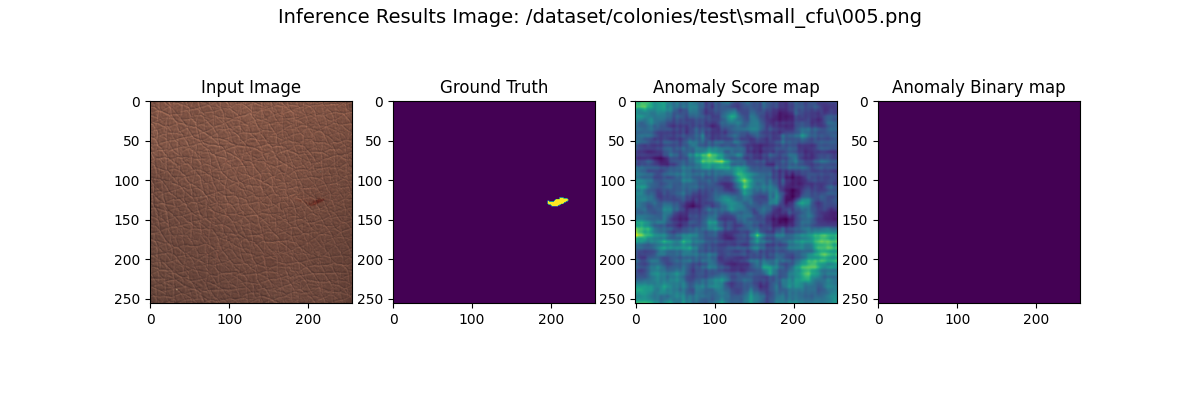 Inference Results Image: /dataset/colonies/test\small_cfu\005.png
Input Image
0
50
100
150
200
250
0 100 200
Ground Truth
0
50
100
150
200
250
0 100 200
Anomaly Score map
0
50
100
150
200
250
0 100 200
Anomaly Binary map
0
50
100
150
200
250
0 100 200